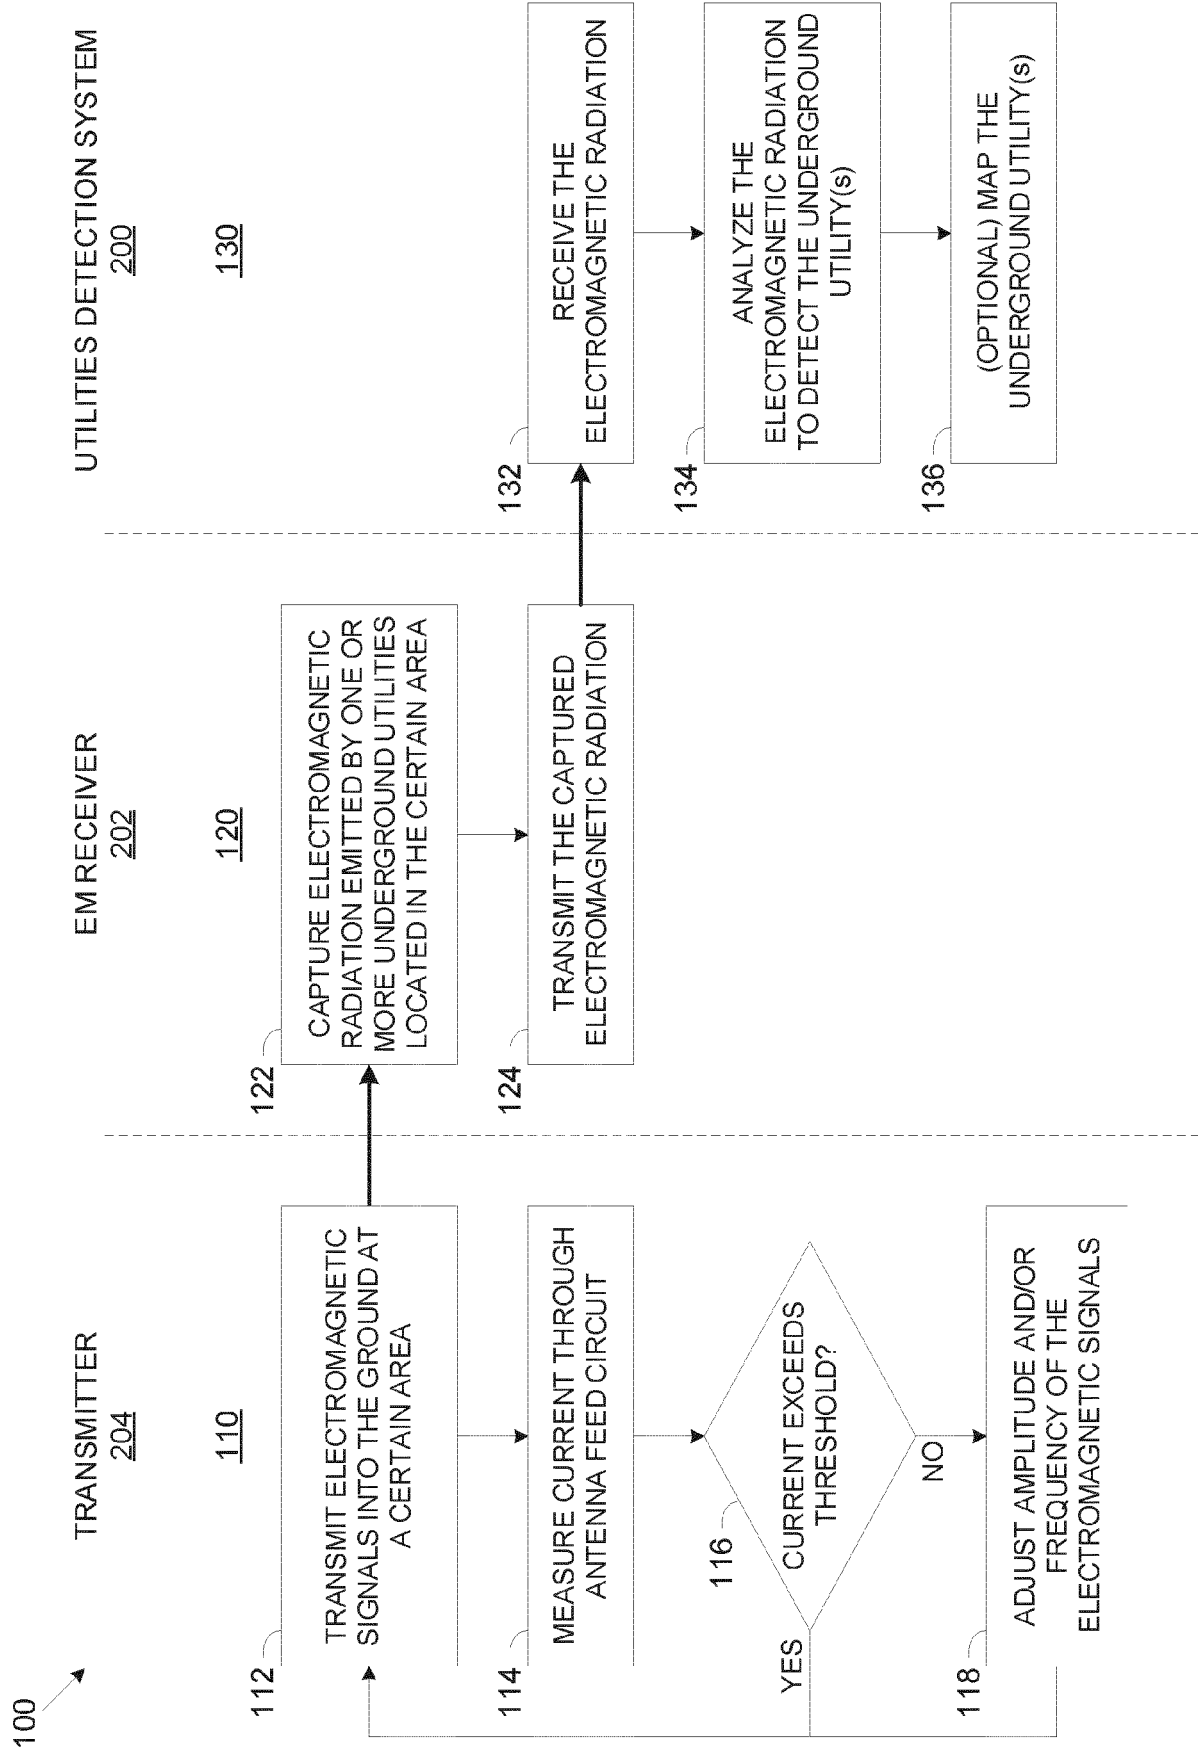 100
TRANSMITTER
204
110
112
TRANSMIT ELECTROMAGNETIC
SIGNALS INTO THE GROUND AT
A CERTAIN AREA
114
MEASURE CURRENT THROUGH
ANTENNA FEED CIRCUIT
116
CURRENT EXCEEDS
THRESHOLD?
YES
NO
118
ADJUST AMPLITUDE AND/OR
FREQUENCY OF THE
ELECTROMAGNETIC SIGNALS
EM RECEIVER
202
120
122
CAPTURE ELECTROMAGNETIC
RADIATION EMITTED BY ONE OR
MORE UNDERGROUND UTILITIES
LOCATED IN THE CERTAIN AREA
124
TRANSMIT THE CAPTURED
ELECTROMAGNETIC RADIATION
UTILITIES DETECTION SYSTEM
200
130
132
RECEIVE THE
ELECTROMAGNETIC RADIATION
134
ANALYZE THE
ELECTROMAGNETIC RADIATION
TO DETECT THE UNDERGROUND
UTILITY(s)
136
(OPTIONAL) MAP THE
UNDERGROUND UTILITY(s)